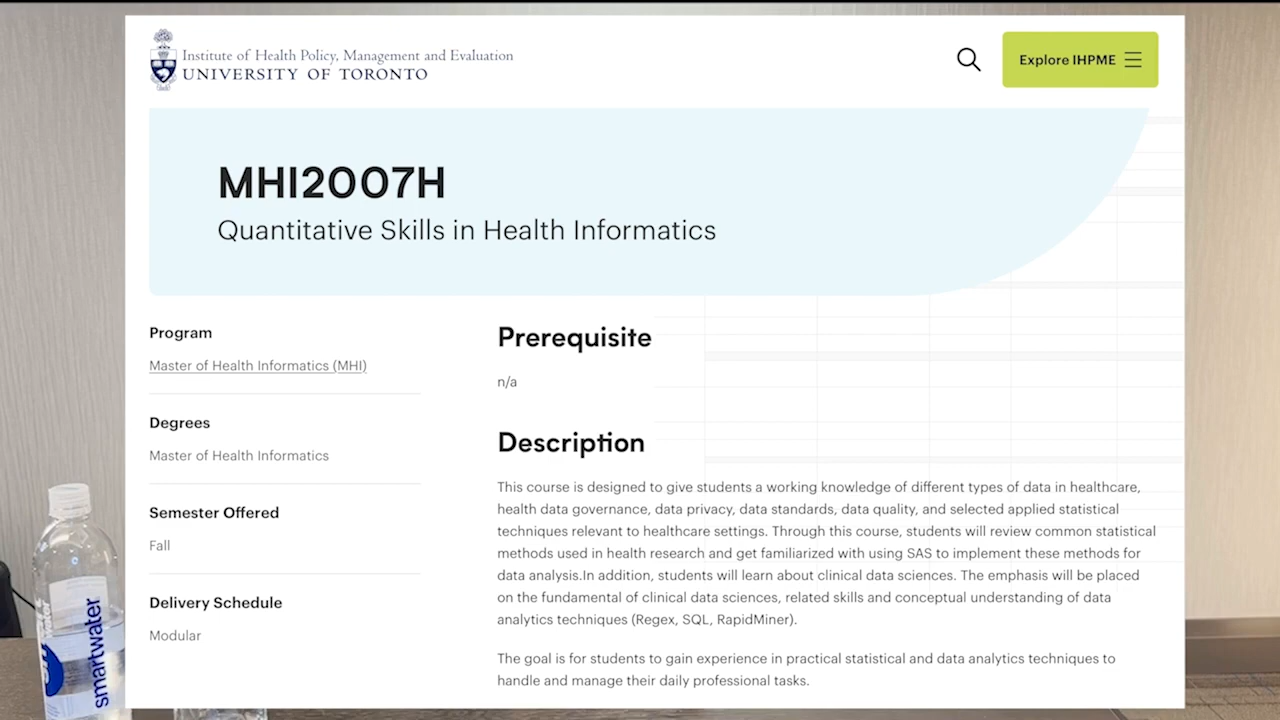 Institute of Health Policy, Management and Evaluation
UNIVERSITY OF TORONTO
Explore IHPME
MHI2007H
Quantitative Skills in Health Informatics
Program
Master of Health Informatics (MHI)
Degrees
Master of Health Informatics
Semester Offered
Fall
Delivery Schedule
Modular
Prerequisite
n/a
Description
This course is designed to give students a working knowledge of different types of data in healthcare,
health data governance, data privacy, data standards, data quality, and selected applied statistical
techniques relevant to healthcare settings. Through this course, students will review common statistical
methods used in health research and get familiarized with using SAS to implement these methods for
data analysis.In addition, students will learn about clinical data sciences. The emphasis will be placed
on the fundamental of clinical data sciences, related skills and conceptual understanding of data
analytics techniques (Regex, SQL, RapidMiner).
The goal is for students to gain experience in practical statistical and data analytics techniques to
handle and manage their daily professional tasks.
smartwater